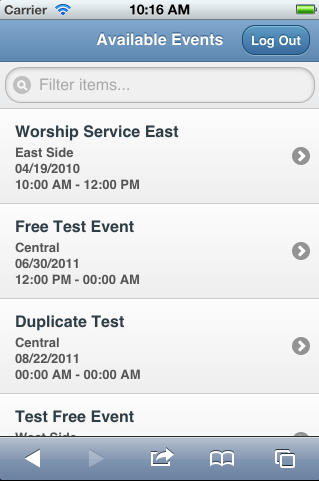 Carrier 10:16 AM
Available Events Log Out
Filter items...
Worship Service East
East Side
04/19/2010
10:00 AM - 12:00 PM
Free Test Event
Central
06/30/2011
12:00 PM - 00:00 AM
Duplicate Test
Central
08/22/2011
00:00 AM - 00:00 AM
Test Free Event
West Side